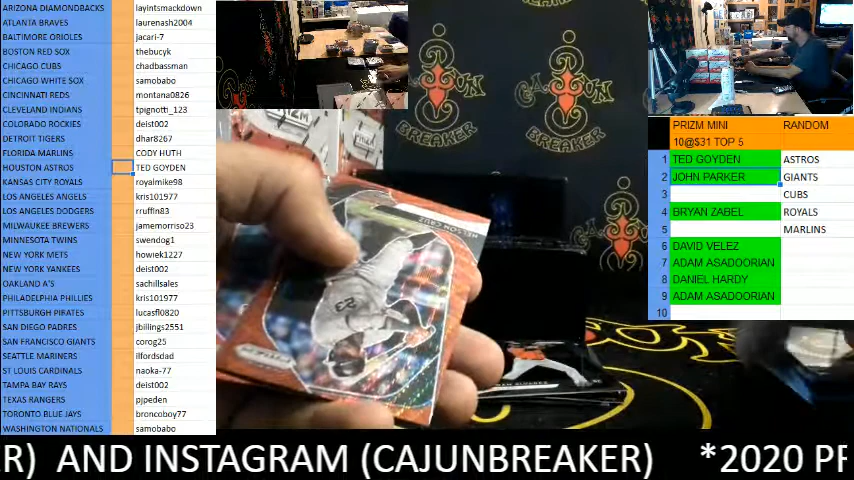 ARIZONA DIAMONDBACKS layintsmackdown
ATLANTA BRAVES laurenash2004
BALTIMORE ORIOLES jacari-7
BOSTON RED SOX thebucyk
CHICAGO CUBS chadbassman
CHICAGO WHITE SOX samobabo
CINCINNATI REDS montana0826
CLEVELAND INDIANS tpignotti_123
COLORADO ROCKIES deist002
DETROIT TIGERS dhar8267
FLORIDA MARLINS CODY HUTH
HOUSTON ASTROS TED GOYDEN
KANSAS CITY ROYALS royalmike98
LOS ANGELES ANGELS kris101977
LOS ANGELES DODGERS rruffin83
MILWAUKEE BREWERS jamemorriso23
MINNESOTA TWINS swendog1
NEW YORK METS howiek1227
NEW YORK YANKEES deist002
OAKLAND A'S sachillsales
PHILADELPHIA PHILLIES kris101977
PITTSBURGH PIRATES lucasfl0820
SAN DIEGO PADRES jbillings2551
SAN FRANCISCO GIANTS corog25
SEATTLE MARINERS ilfordsdad
ST LOUIS CARDINALS naoka-77
TAMPA BAY RAYS deist002
TEXAS RANGERS pjpeden
TORONTO BLUE JAYS broncoboy77
WASHINGTON NATIONALS samobabo
BREAKER
BREAKER
PRIZM
NELSON CRUZ
23
PRIZM MINI RANDOM
10@$31 TOP 5
1 TED GOYDEN ASTROS
2 JOHN PARKER GIANTS
3 CUBS
4 BRYAN ZABEL ROYALS
5 MARLINS
6 DAVID VELEZ
7 ADAM ASADOORIAN
8 DANIEL HARDY
9 ADAM ASADOORIAN
10
R) AND INSTAGRAM (CAJUNBREAKER) *2020 PR